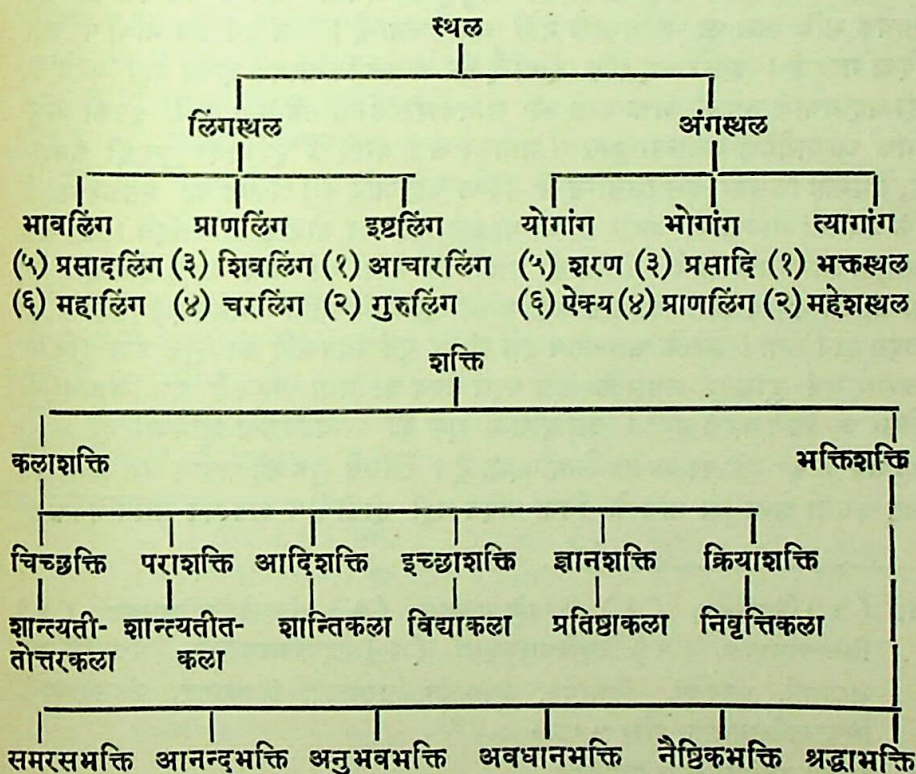 स्थल
लिंगस्थल अंगस्थल
भावलिंग प्राणलिंग इष्टलिंग योगांग भोगांग त्यागांग
(५) प्रसादलिंग (३) शिवलिंग (१) आचारलिंग (५) शरण (३) प्रसादि (१) भक्तस्थल
(६) महालिंग (४) चरलिंग (२) गुरुलिंग (६) ऐक्य (४) प्राणलिंग (२) महेशस्थल
शक्ति
कलाशक्ति भक्तिशक्ति
चिच्छक्ति पराशक्ति आदिशक्ति इच्छाशक्ति ज्ञानशक्ति क्रियाशक्ति
शान्त्यती- शान्त्यतीत- शान्तिकला विद्याकला प्रतिष्ठाकला निवृत्तिकला
तोत्तरकला कला
समरसभक्ति आनन्दभक्ति अनुभवभक्ति अवधानभक्ति नैष्ठिकभक्ति श्रद्धाभक्ति